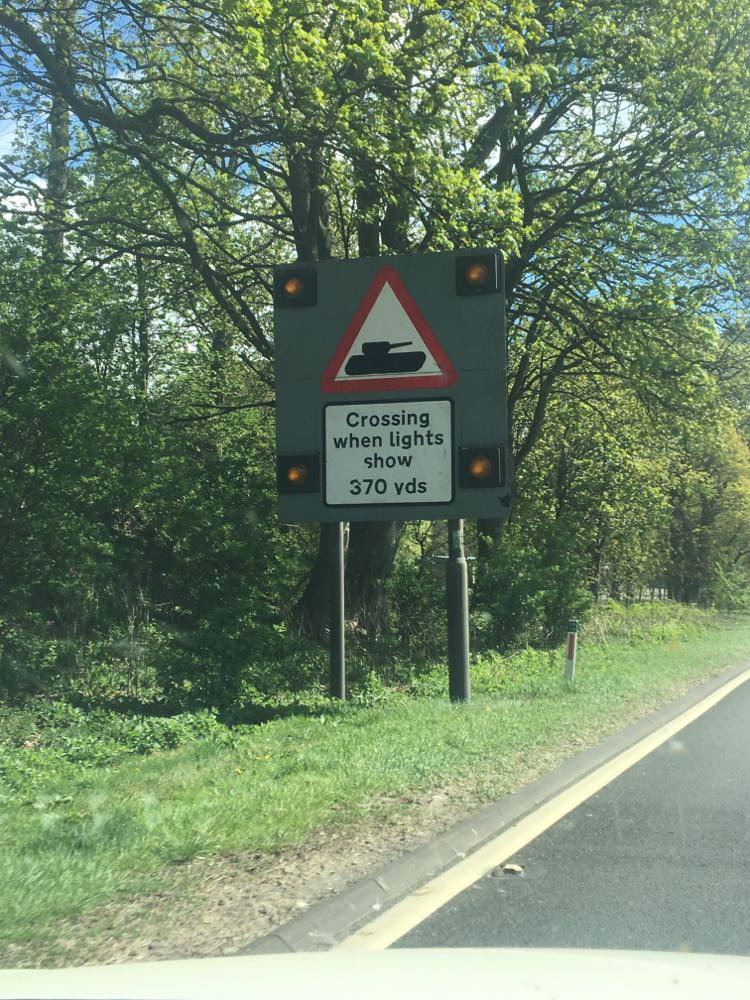 Crossing
when lights
show
370 yds